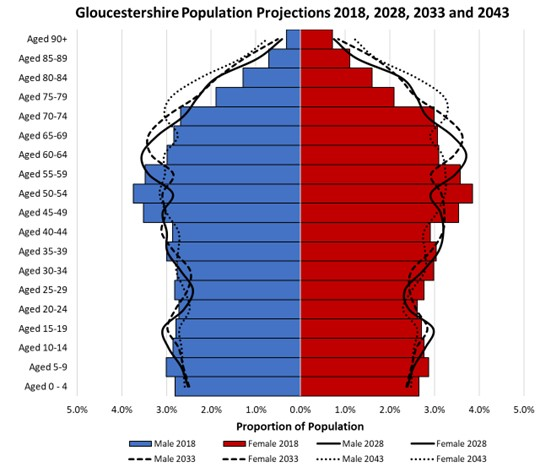 Gloucestershire Population Projections 2018, 2028, 2033 and 2043
Aged 90+
Aged 85-89
Aged 80-84
Aged 75-79
Aged 70-74
Aged 65-69
Aged 60-64
Aged 55-59
Aged 50-54
Aged 45-49
Aged 40-44
Aged 35-39
Aged 30-34
Aged 25-29
Aged 20-24
Aged 15-19
Aged 10-14
Aged 5-9
Aged 0 - 4
5.0% 4.0% 3.0% 2.0% 1.0% 0.0% 1.0% 2.0% 3.0% 4.0% 5.0%
Proportion of Population
Male 2018 Female 2018 Male 2028 Female 2028
Male 2033 Female 2033 Male 2043 Female 2043